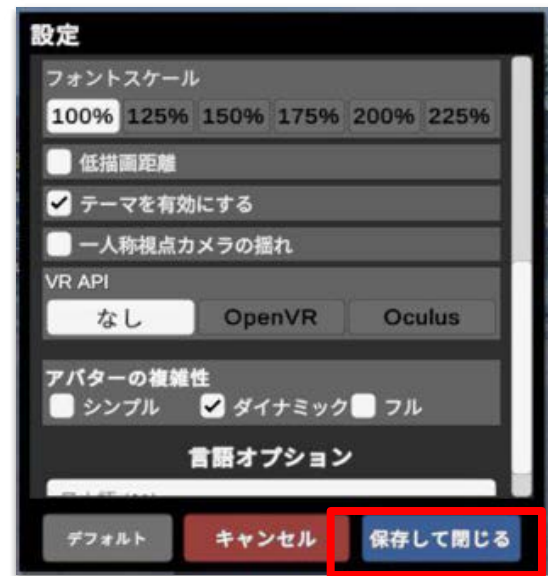 設定
フォントスケール
100% 125% 150% 175% 200% 225%
低描画距離
テーマを有効にする
一人称視点カメラの揺れ
VR API
なし OpenVR Oculus
アバターの複雑性
シンプル ダイナミック フル
言語オプション
デフォルト キャンセル 保存して閉じる